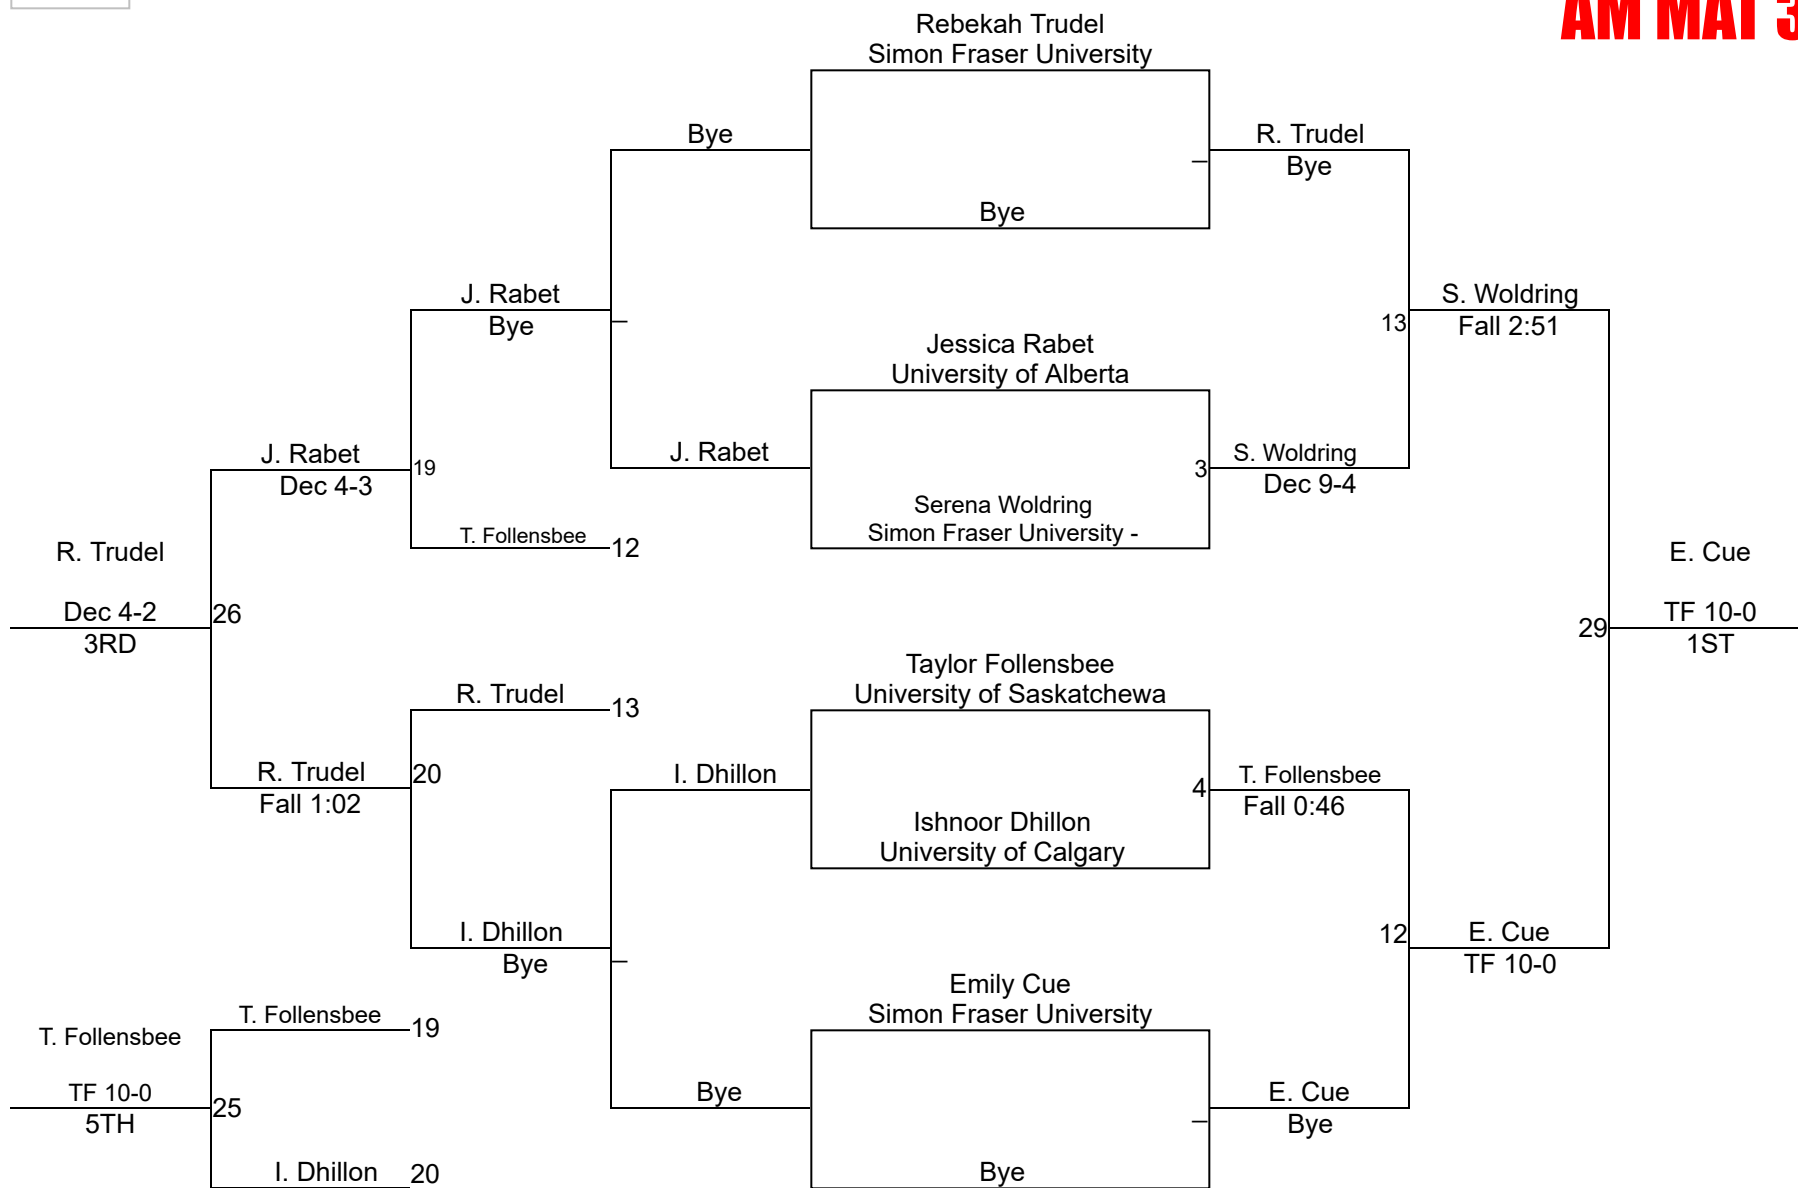 AM MAT 3
Rebekah Trudel
Simon Fraser University
Bye
R. Trudel
Bye
Bye
J. Rabet
Bye
S. Woldring
Fall 2:51
13
Jessica Rabet
University of Alberta
J. Rabet
Dec 4-3
19
J. Rabet
3
S. Woldring
Dec 9-4
Serena Woldring
Simon Fraser University -
T. Follensbee
12
R. Trudel
Dec 4-2
3RD
26
E. Cue
TF 10-0
1ST
29
Taylor Follensbee
University of Saskatchewa
R. Trudel
13
R. Trudel
Fall 1:02
20
I. Dhillon
4
T. Follensbee
Fall 0:46
Ishnoor Dhillon
University of Calgary
I. Dhillon
Bye
12
E. Cue
TF 10-0
Emily Cue
Simon Fraser University
T. Follensbee
19
T. Follensbee
TF 10-0
5TH
25
Bye
E. Cue
Bye
I. Dhillon
20
Bye